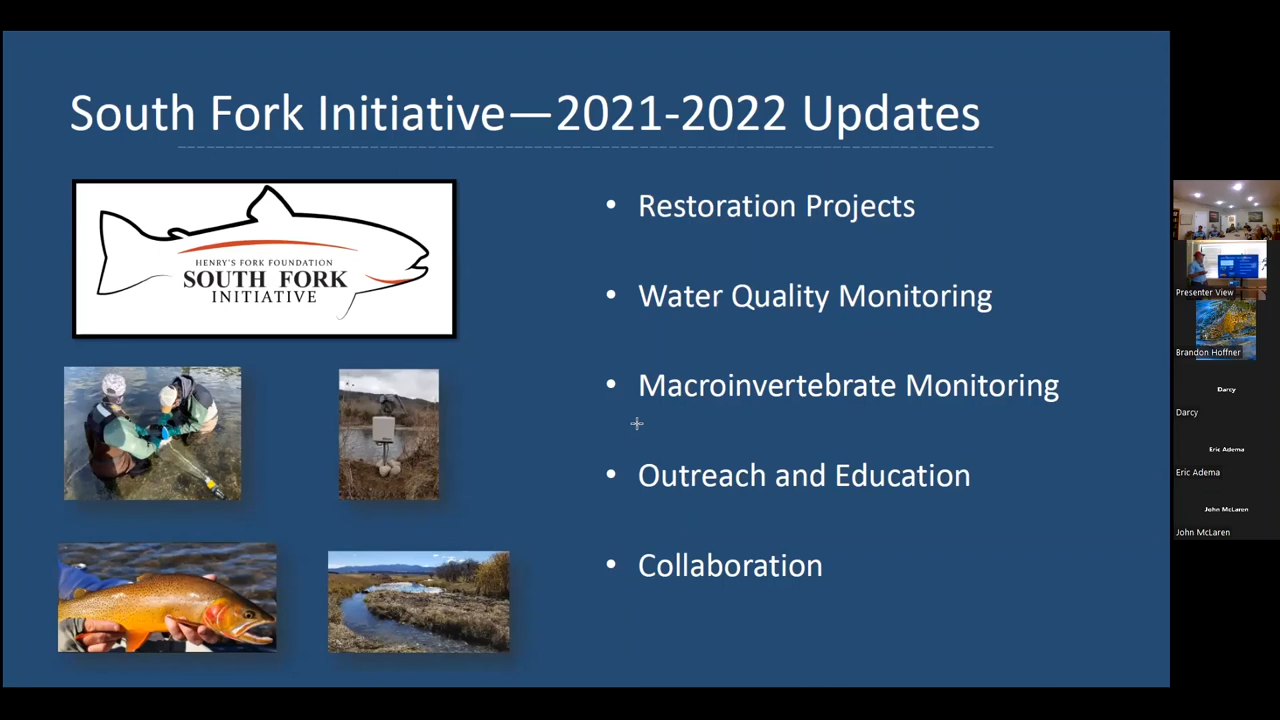 South Fork Initiative—2021-2022 Updates
HENRY'S FORK FOUNDATION
SOUTH FORK
INITIATIVE
• Restoration Projects
• Water Quality Monitoring
• Macroinvertebrate Monitoring
• Outreach and Education
• Collaboration
Presenter View
Brandon Hoffner
Darcy
Darcy
Eric Adema
Eric Adema
John McLaren
John McLaren